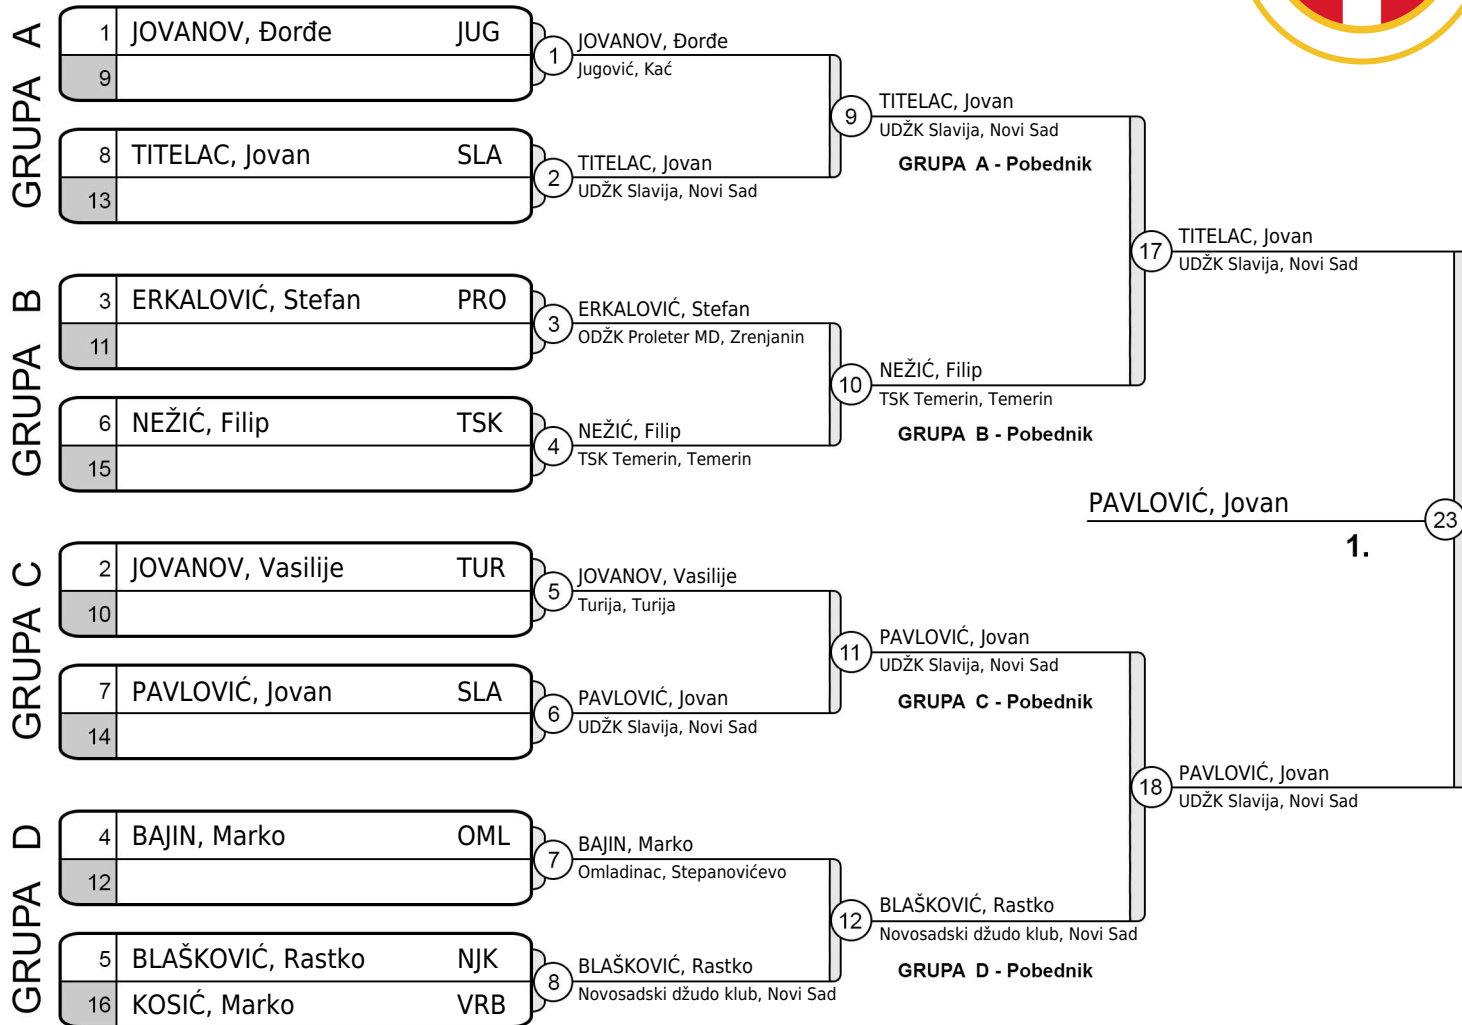 GRUPA A
1 JOVANOV, Đorđe JUG
9
8 TITELAC, Jovan SLA
13
1
JOVANOV, Đorđe
Jugović, Kać
2
TITELAC, Jovan
UDŽK Slavija, Novi Sad
9
TITELAC, Jovan
UDŽK Slavija, Novi Sad
GRUPA A - Pobednik
GRUPA B
3 ERKALOVIĆ, Stefan PRO
11
6 NEŽIĆ, Filip TSK
15
3
ERKALOVIĆ, Stefan
ODŽK Proleter MD, Zrenjanin
4
NEŽIĆ, Filip
TSK Temerin, Temerin
10
NEŽIĆ, Filip
TSK Temerin, Temerin
GRUPA B - Pobednik
17
TITELAC, Jovan
UDŽK Slavija, Novi Sad
PAVLOVIĆ, Jovan
23
1.
GRUPA C
2 JOVANOV, Vasilije TUR
10
7 PAVLOVIĆ, Jovan SLA
14
5
JOVANOV, Vasilije
Turija, Turija
6
PAVLOVIĆ, Jovan
UDŽK Slavija, Novi Sad
11
PAVLOVIĆ, Jovan
UDŽK Slavija, Novi Sad
GRUPA C - Pobednik
GRUPA D
4 BAJIN, Marko OML
12
5 BLAŠKOVIĆ, Rastko NJK
16 KOSIĆ, Marko VRB
7
BAJIN, Marko
Omladinac, Stepanovićevo
8
BLAŠKOVIĆ, Rastko
Novosadski džudo klub, Novi Sad
12
BLAŠKOVIĆ, Rastko
Novosadski džudo klub, Novi Sad
GRUPA D - Pobednik
18
PAVLOVIĆ, Jovan
UDŽK Slavija, Novi Sad